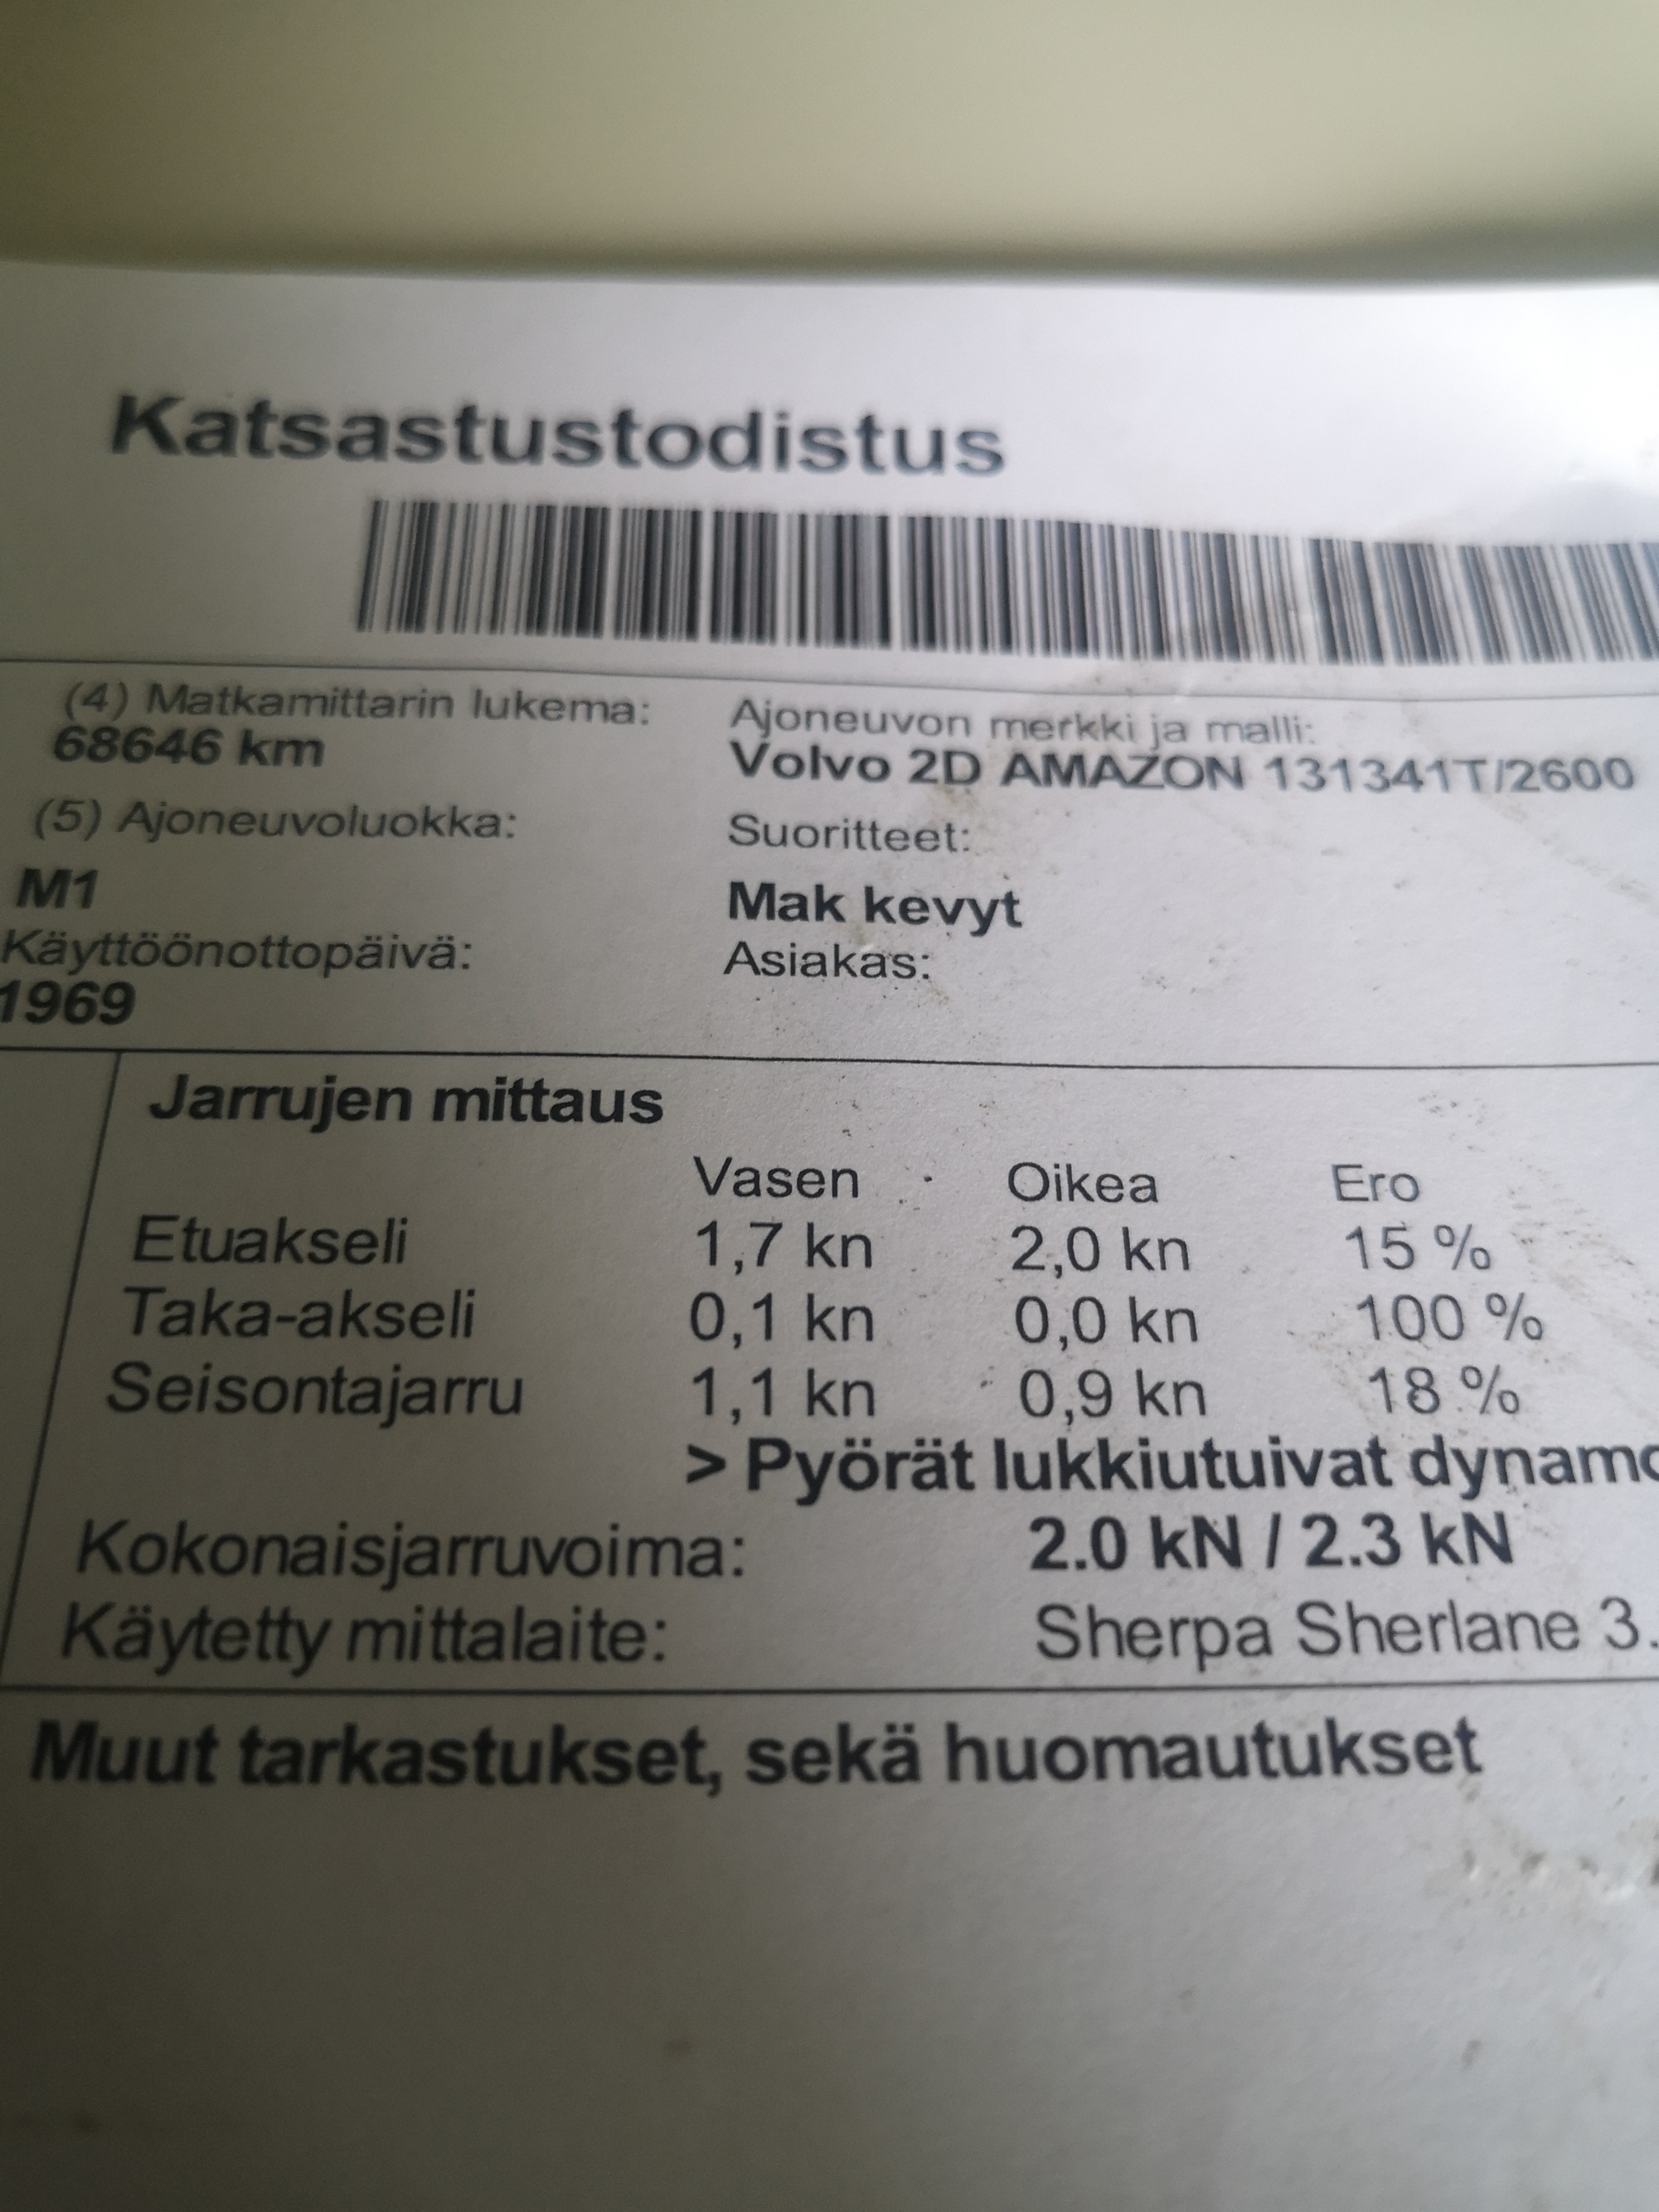 Katsastustodistus
(4) Matkamittarin lukema:
68646 km
Ajoneuvon merkki ja malli:
Volvo 2D AMAZON 131341T/2600
(5) Ajoneuvoluokka:
M1
Suoritteet:
Mak kevyt
Käyttöönottopäivä:
1969
Asiakas:
Jarrujen mittaus
Vasen Oikea Ero
Etuakseli 1,7 kn 2,0 kn 15 %
Taka-akseli 0,1 kn 0,0 kn 100 %
Seisontajarru 1,1 kn 0,9 kn 18 %
> Pyörät lukkiutuivat dynamo
Kokonaisjarruvoima: 2.0 kN / 2.3 kN
Käytetty mittalaite: Sherpa Sherlane 3.
Muut tarkastukset, sekä huomautukset